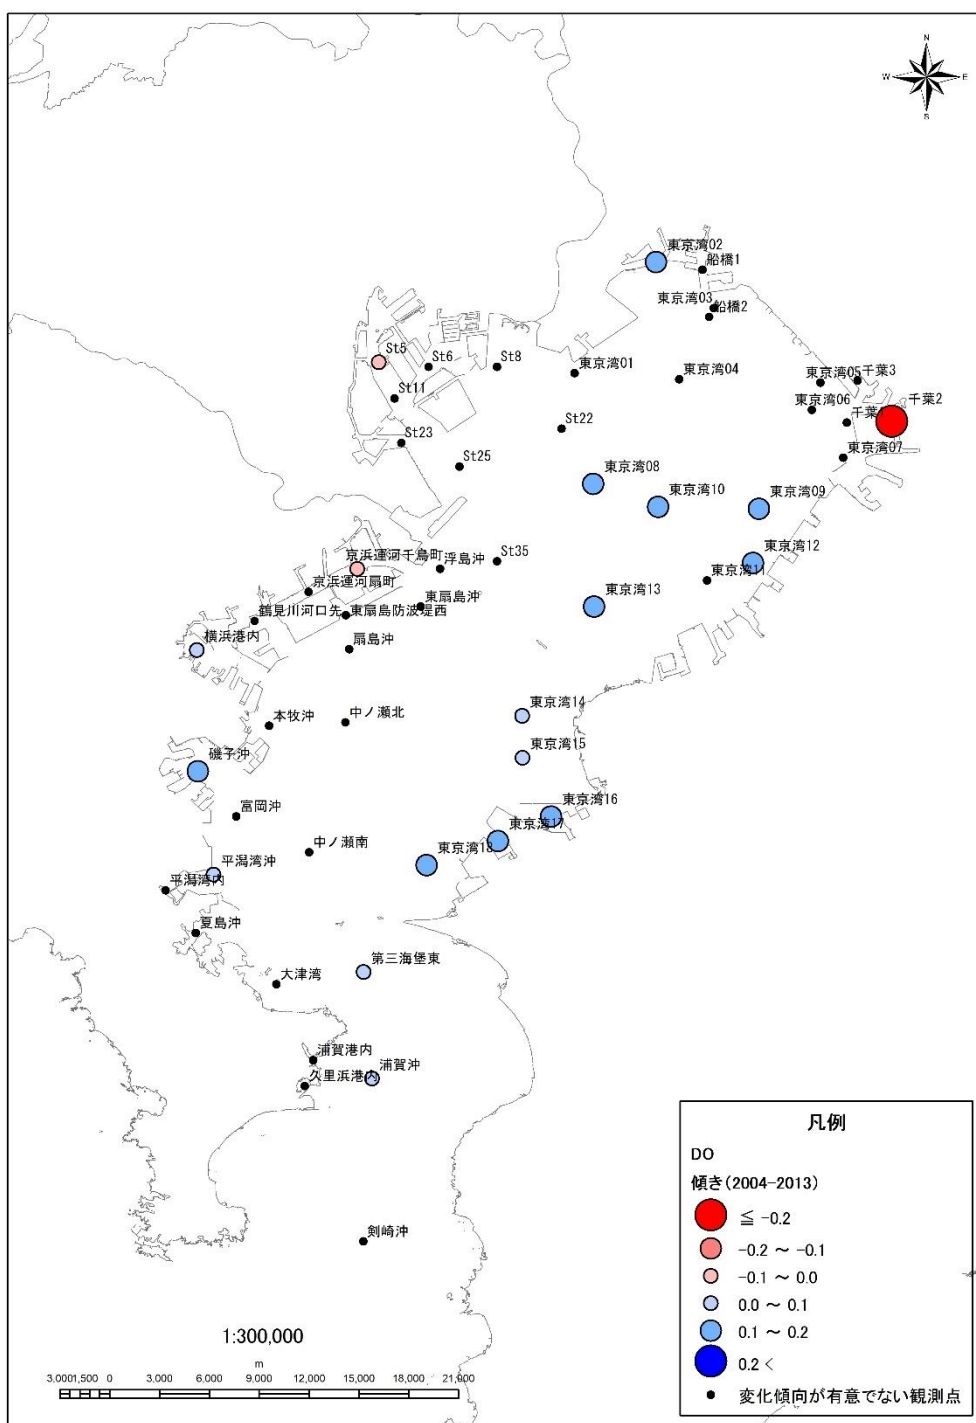 N
W
E
S
東京湾02
船橋1
東京湾03
船橋2
St5
St6
St8
東京湾01
東京湾04
東京湾05
千葉3
St11
東京湾06
千葉2
千葉
St23
St22
東京湾07
St25
東京湾08
東京湾10
東京湾09
京浜運河千鳥町
浮島沖
St35
東京湾12
京浜運河扇町
東京湾11
鶴見川河口先
東扇島防波堤西
東扇島沖
東京湾13
横浜港内
扇島沖
本牧沖
中ノ瀬北
東京湾14
磯子沖
東京湾15
富岡沖
東京湾16
東京湾17
中ノ瀬南
東京湾18
平潟湾沖
平潟湾内
夏島沖
第三海堡東
大津湾
浦賀港内
浦賀沖
久里浜港内
剣崎沖
1:300,000
m
3,0001,500 0 3,000 6,000 9,000 12,000 15,000 18,000 21,000
凡例
DO
傾き(2004-2013)
≦ -0.2
-0.2 ～ -0.1
-0.1 ～ 0.0
0.0 ～ 0.1
0.1 ～ 0.2
0.2 <
変化傾向が有意でない観測点